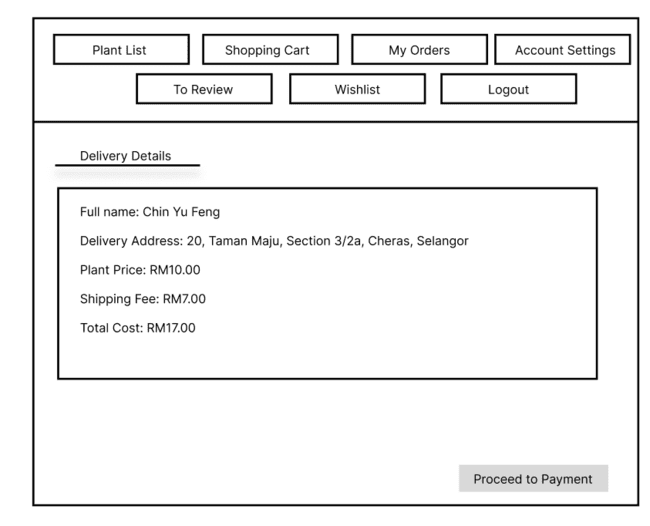 Plant List
Shopping Cart
My Orders
Account Settings
To Review
Wishlist
Logout
Delivery Details
Full name: Chin Yu Feng
Delivery Address: 20, Taman Maju, Section 3/2a, Cheras, Selangor
Plant Price: RM10.00
Shipping Fee: RM7.00
Total Cost: RM17.00
Proceed to Payment